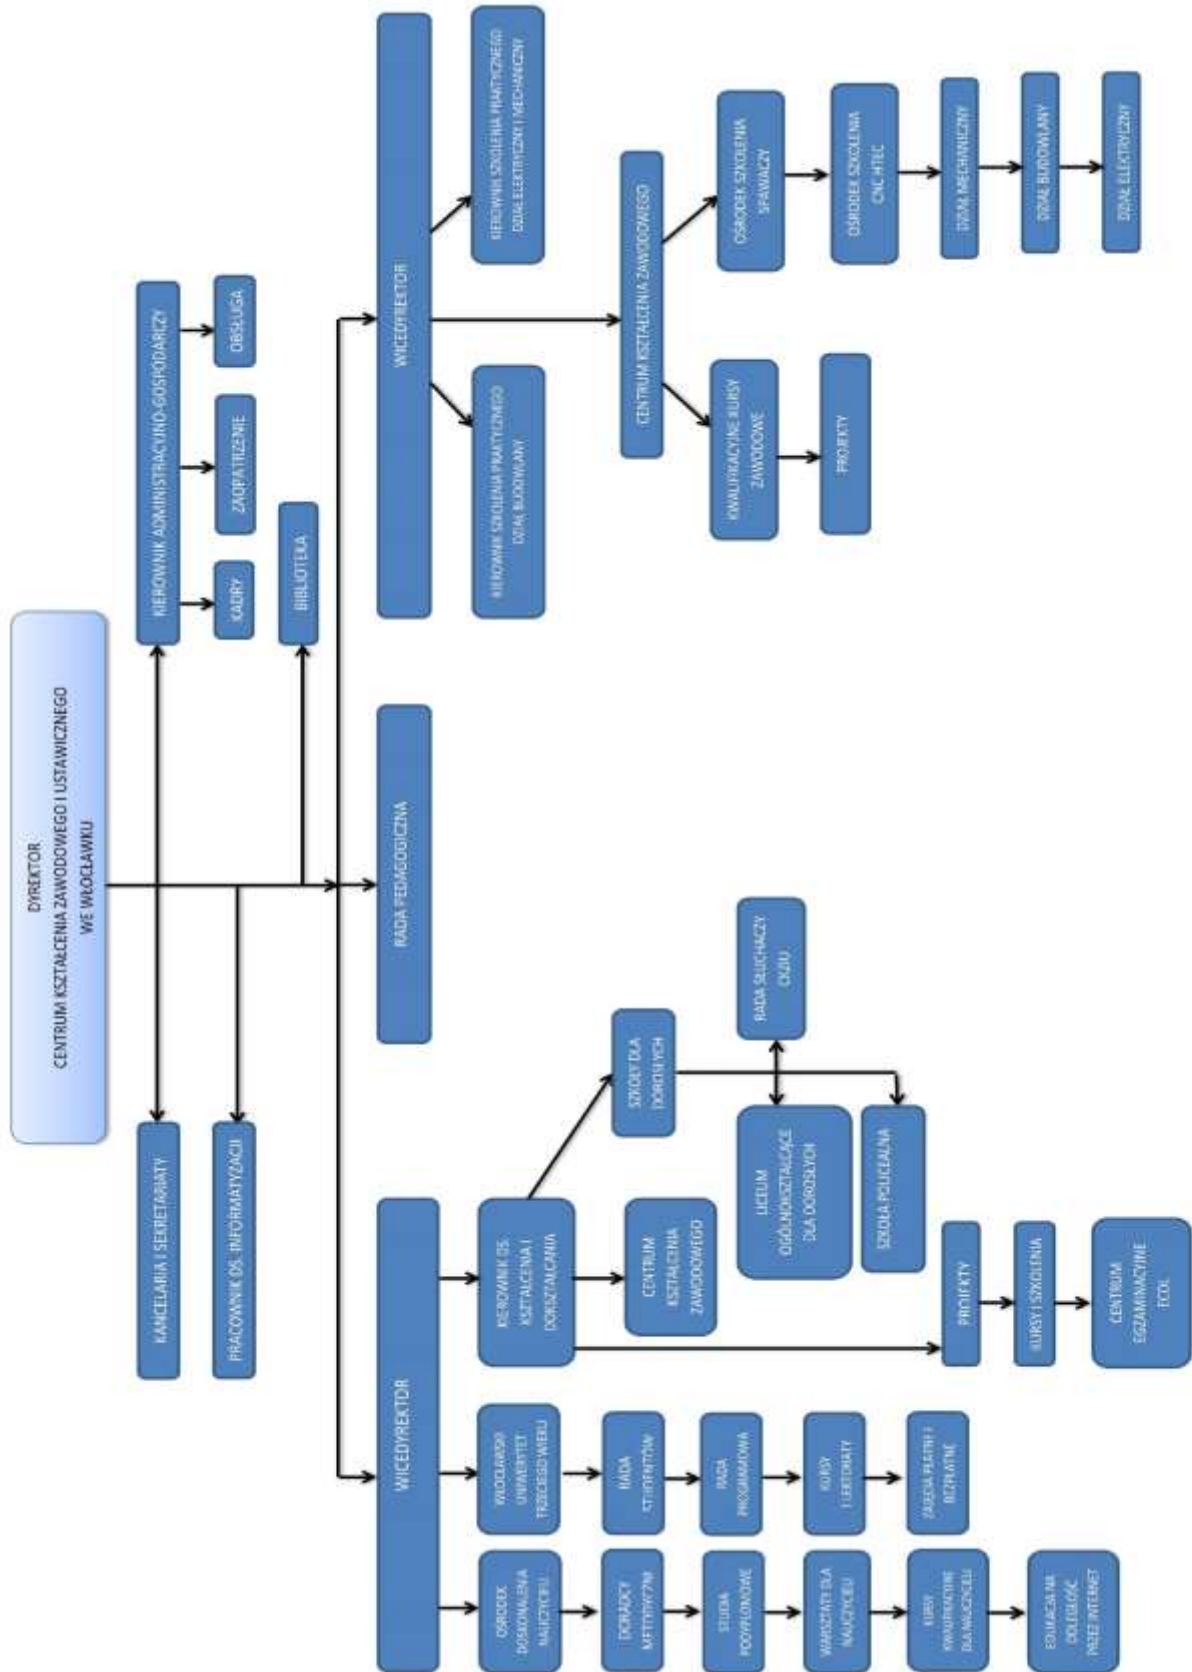 DYREKTOR
CENTRUM KSZTAŁCENIA ZAWODOWEGO I USTAWICZNEGO
WE WŁOCŁAWKU
KANCELARIA I SEKRETARIATY
KIEROWNIK ADMINISTRACYJNO-GOSPODARCZY
PRACOWNIK DS. INFORMATYZACJI
KADRY
ZAOPATRZENIE
OBSŁUGA
BIBLIOTEKA
WICEDYREKTOR
RADA PEDAGOGICZNA
WICEDYREKTOR
OŚRODEK
DOSKONALENIA
NAUCZYCIELI
DORADCY
METODYCZNI
STUDIA
PODYPLOMOWE
WARSZTATY DLA
NAUCZYCIELI
KURSY
KWALIFIKACYJNE
DLA NAUCZYCIELI
EDUKACJA NA
ODLEGŁOŚĆ
PRZEZ INTERNET
WŁOCŁAWSKI
UNIWERYTET
TRZECIEGO WIEKU
RADA
STUDENTÓW
RADA
PROGRAMOWA
KURSY
I LEKTORATY
ZAJĘCIA PŁATNE I
BEZPŁATNE
KIEROWNIK DS.
KSZTAŁCENIA I
DOKSZTAŁCANIA
CENTRUM
KSZTAŁCENIA
ZAWODOWEGO
SZKOŁY DLA
DOROSŁYCH
LICEUM
OGÓLNOKSZTAŁCĄCE
DLA DOROSŁYCH
RADA SŁUCHACZY
CKZIU
SZKOŁA POLICEALNA
PROJEKTY
KURSY I SZKOLENIA
CENTRUM
EGZAMINACYJNE
ECDL
KIEROWNIK SZKOLENIA PRAKTYCZNEGO
DZIAŁ BUDOWLANY
KIEROWNIK SZKOLENIA PRAKTYCZNEGO
DZIAŁ ELEKTRYCZNY I MECHANICZNY
CENTRUM KSZTAŁCENIA ZAWODOWEGO
KWALIFIKACYJNE KURSY
ZAWODOWE
PROJEKTY
OŚRODEK SZKOLENIA
SPAWACZY
OŚRODEK SZKOLENIA
CNC HTEC
DZIAŁ MECHANICZNY
DZIAŁ BUDOWLANY
DZIAŁ ELEKTRYCZNY